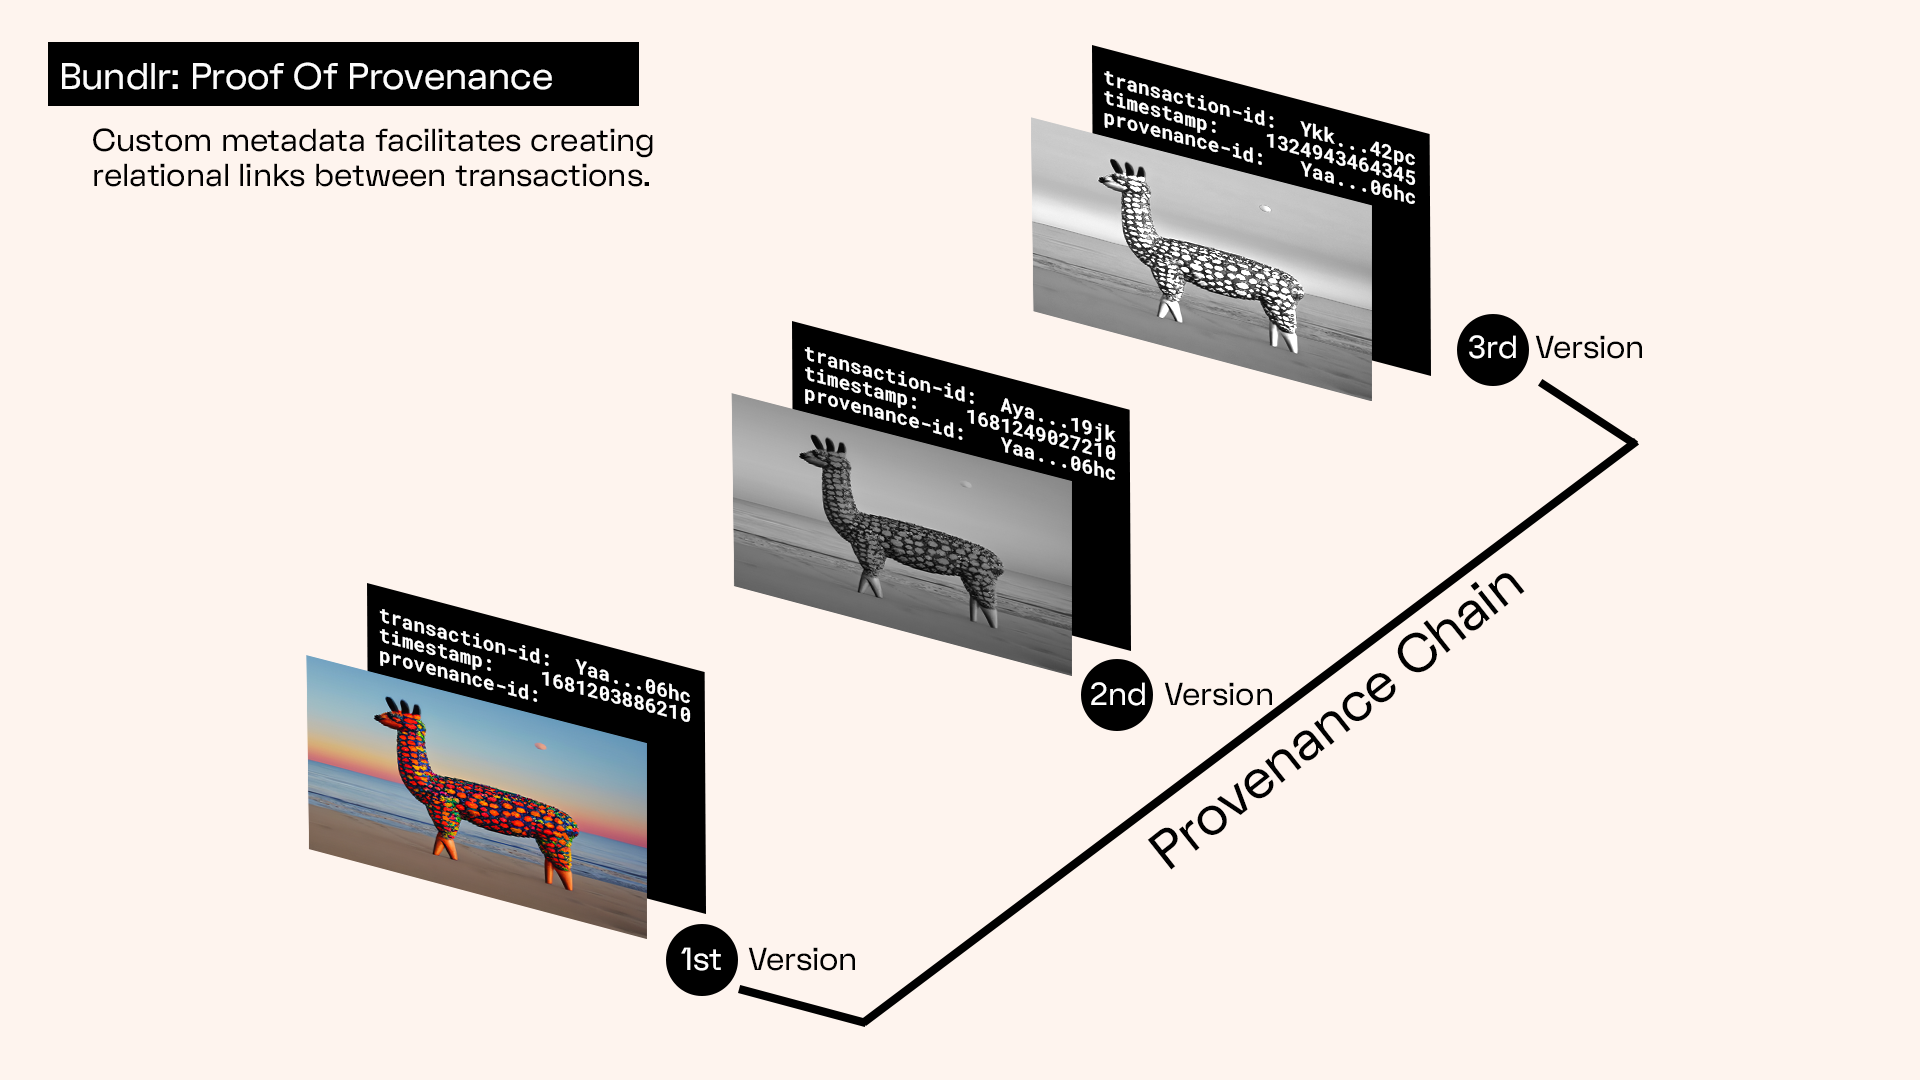 Bundlr: Proof Of Provenance
Custom metadata facilitates creating
relational links between transactions.
transaction-id: Ykk...42pc
timestamp: 1324943464345
provenance-id: Yaa...06hc
3rd Version
transaction-id: Aya...19jk
timestamp: 1681249027210
provenance-id: Yaa...06hc
2nd Version
transaction-id: Yaa...06hc
timestamp: 1681203886210
provenance-id:
1st Version
Provenance Chain